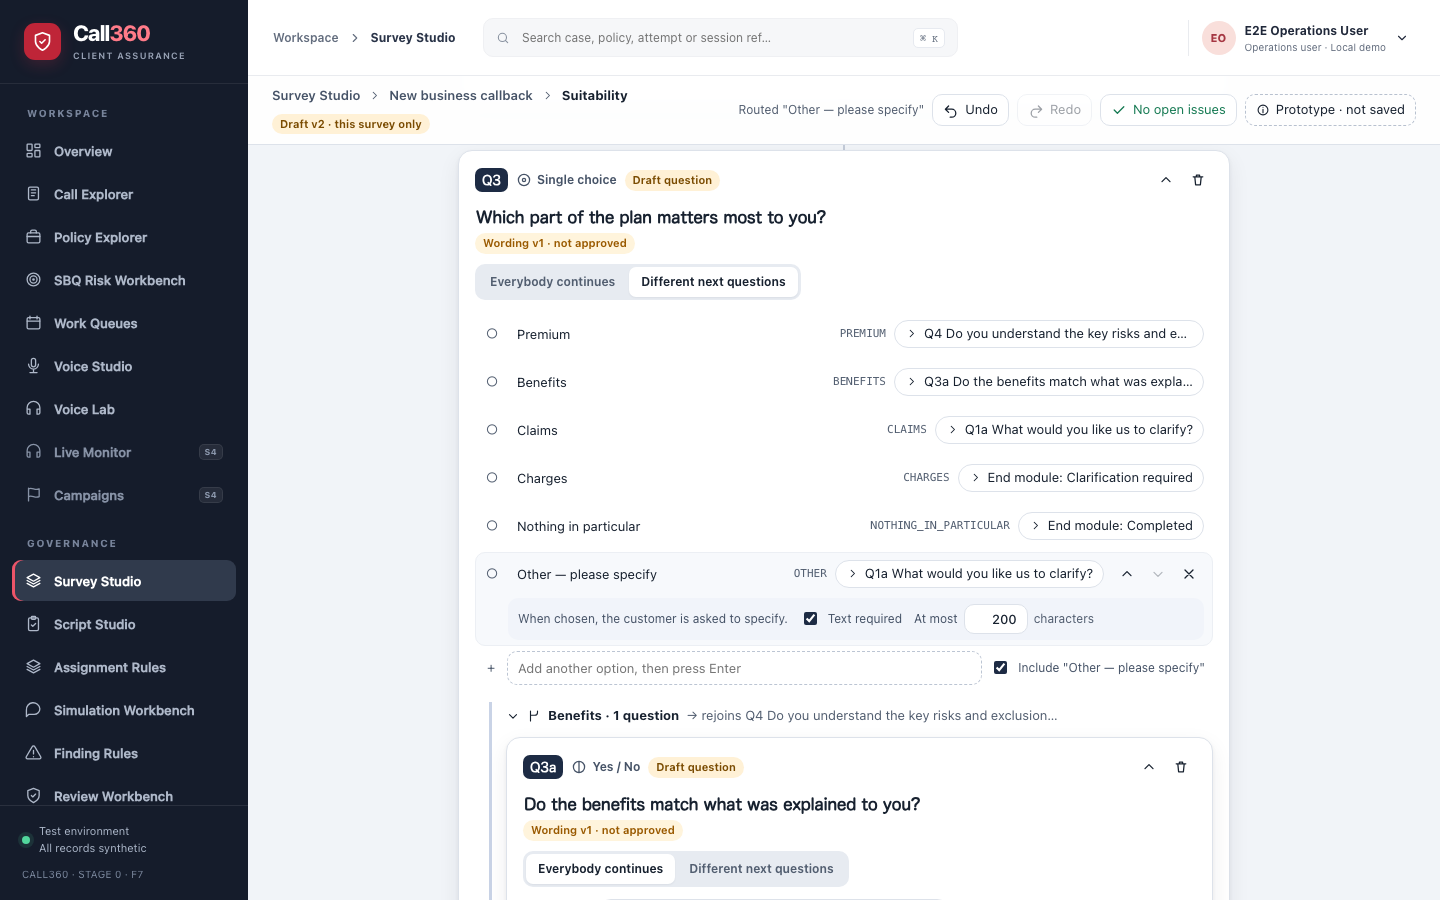 Call360
CLIENT ASSURANCE
WORKSPACE
Overview
Call Explorer
Policy Explorer
SBQ Risk Workbench
Work Queues
Voice Studio
Voice Lab
Live Monitor S4
Campaigns S4
GOVERNANCE
Survey Studio
Script Studio
Assignment Rules
Simulation Workbench
Finding Rules
Review Workbench
Test environment
All records synthetic
CALL360 · STAGE 0 · F7
Workspace > Survey Studio
Search case, policy, attempt or session ref...
⌘ K
EO
E2E Operations User
Operations user · Local demo
Survey Studio > New business callback > Suitability
Draft v2 · this survey only
Routed "Other — please specify"
Undo
Redo
No open issues
Prototype · not saved
Q3 Single choice Draft question
Which part of the plan matters most to you?
Wording v1 · not approved
Everybody continues Different next questions
Premium PREMIUM > Q4 Do you understand the key risks and e...
Benefits BENEFITS > Q3a Do the benefits match what was expla...
Claims CLAIMS > Q1a What would you like us to clarify?
Charges CHARGES > End module: Clarification required
Nothing in particular NOTHING_IN_PARTICULAR > End module: Completed
Other — please specify OTHER > Q1a What would you like us to clarify?
When chosen, the customer is asked to specify. Text required At most 200 characters
+ Add another option, then press Enter Include "Other — please specify"
Benefits · 1 question → rejoins Q4 Do you understand the key risks and exclusion...
Q3a Yes / No Draft question
Do the benefits match what was explained to you?
Wording v1 · not approved
Everybody continues Different next questions